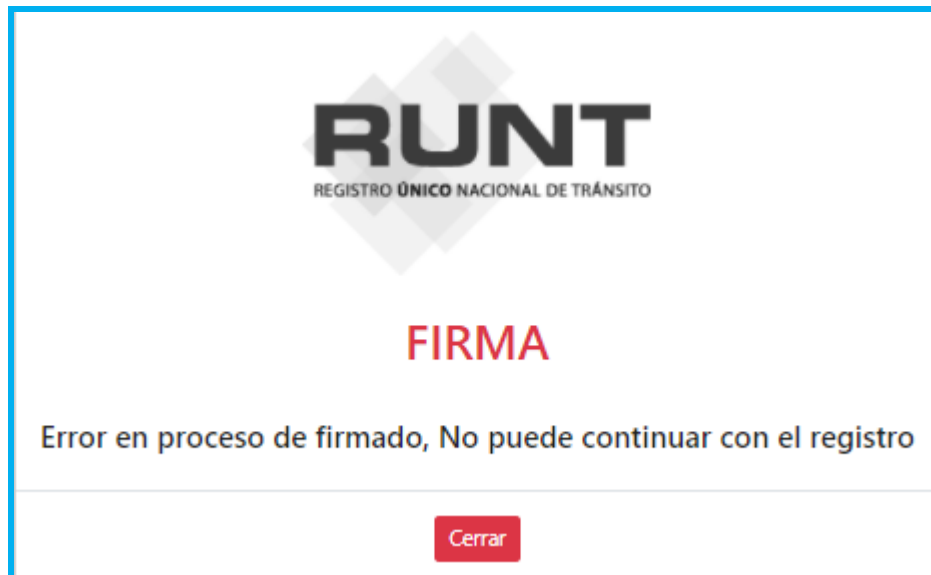 RUNT
REGISTRO ÚNICO NACIONAL DE TRÁNSITO
FIRMA
Error en proceso de firmado, No puede continuar con el registro
Cerrar